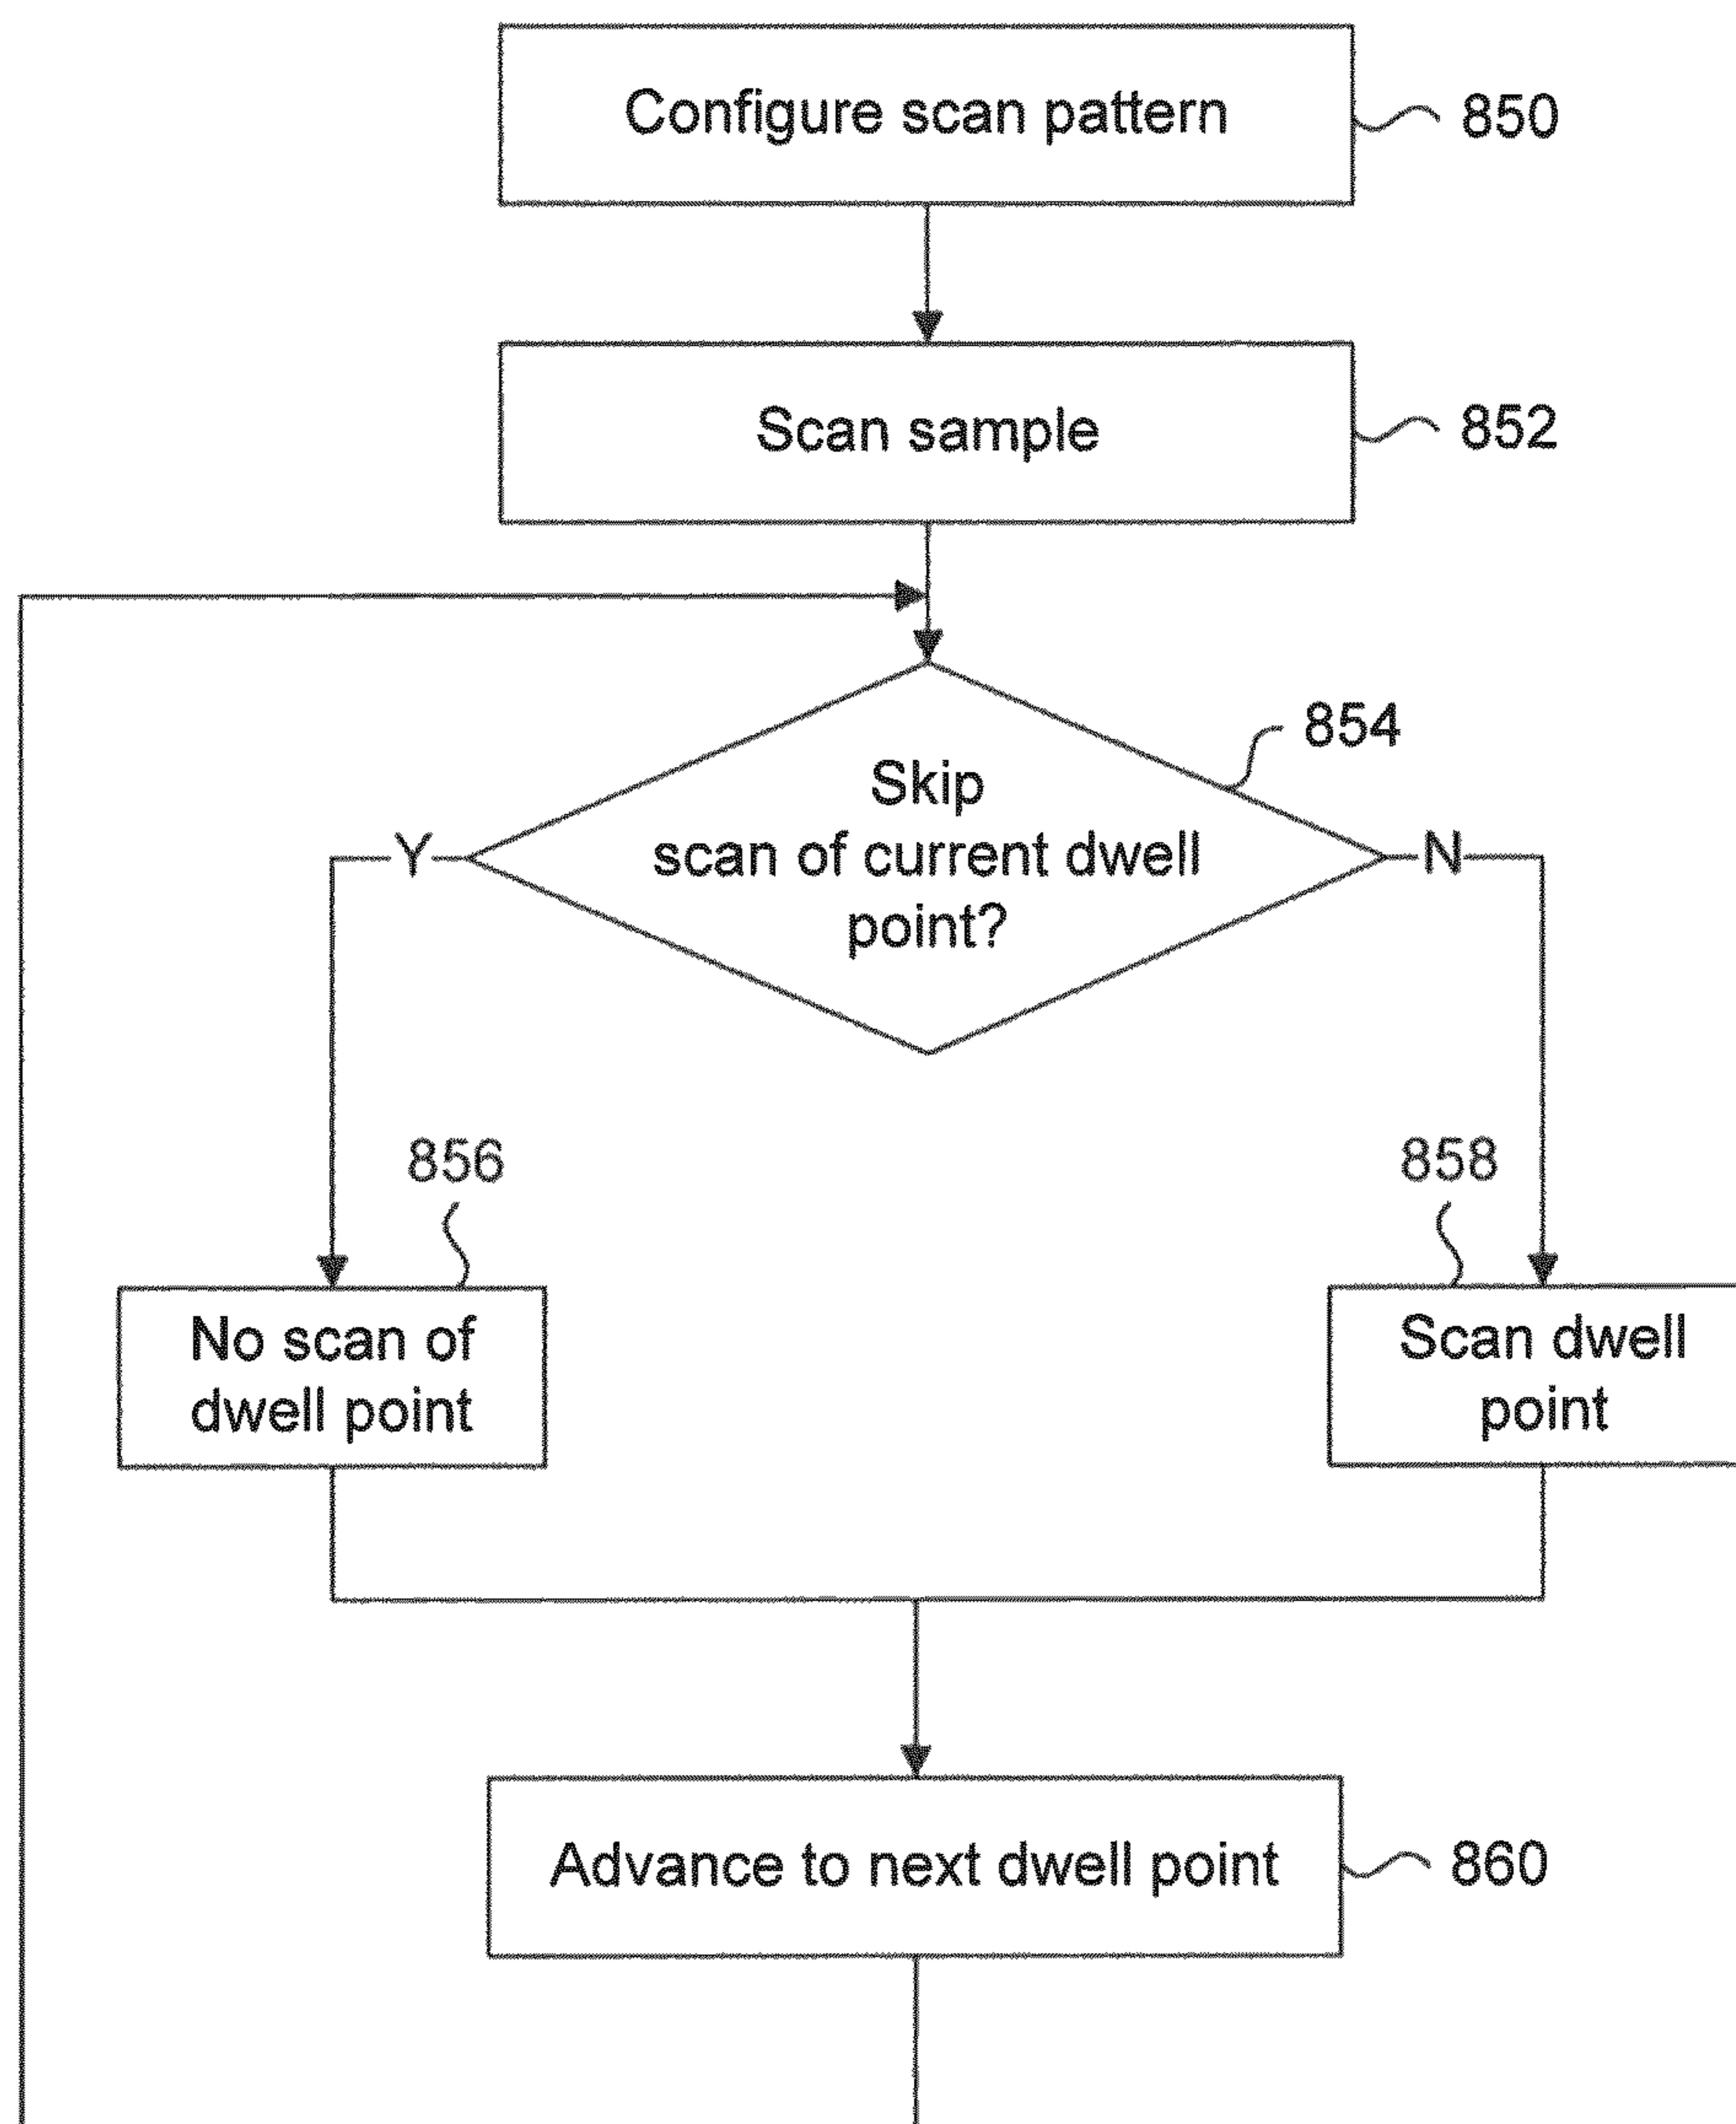 Configure scan pattern
850
Scan sample
852
854
Skip
scan of current dwell
point?
Y
N
856
858
No scan of
dwell point
Scan dwell
point
Advance to next dwell point
860